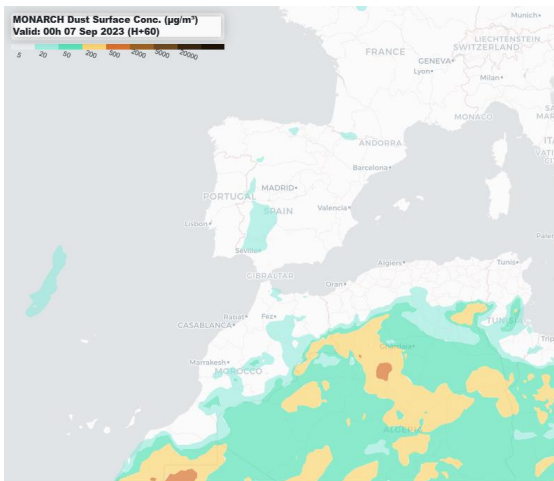 MONARCH Dust Surface Conc. (µg/m³)
Valid: 00h 07 Sep 2023 (H+60)
5 20 50 200 500 2000 5000 20000
Munich
LIECHTENSTEIN
FRANCE
GENEVA
SWITZERLAND
Lyon
Milan
MONACO
ANDORRA
Barcelona
PORTUGAL
MADRID
SPAIN
Valencia
Lisbon
Seville
GIBRALTAR
Algiers
Tunis
Oran
Rabat
Fez
CASABLANCA
TUNISIA
Ghardaia
Marrakesh
MOROCCO
ALGERIA